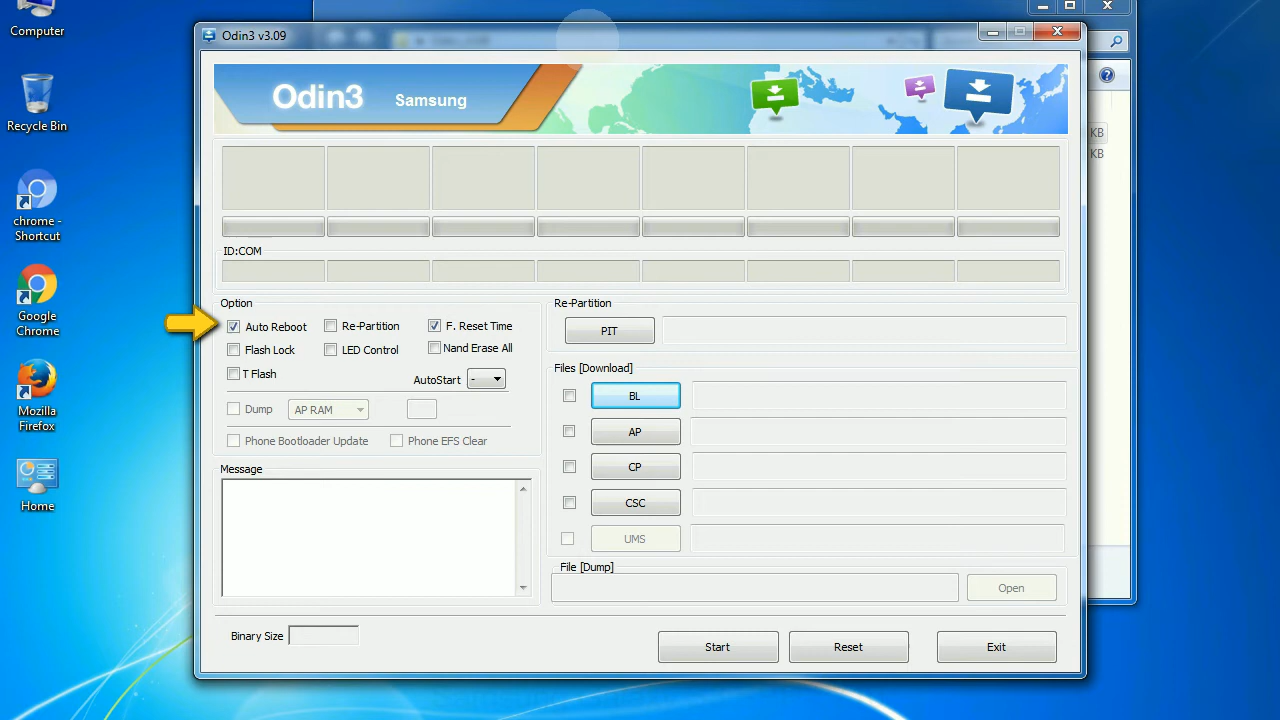 Computer
Recycle Bin
chrome -
Shortcut
Google
Chrome
Mozilla
Firefox
Home
Odin3 v3.09
KB
KB
Odin3 Samsung
ID:COM
Option
Auto Reboot Re-Partition F. Reset Time
Flash Lock LED Control Nand Erase All
T Flash
AutoStart -
Dump AP RAM
Phone Bootloader Update Phone EFS Clear
Message
Re-Partition
PIT
Files [Download]
BL
AP
CP
CSC
UMS
File [Dump]
Open
Binary Size
Start Reset Exit